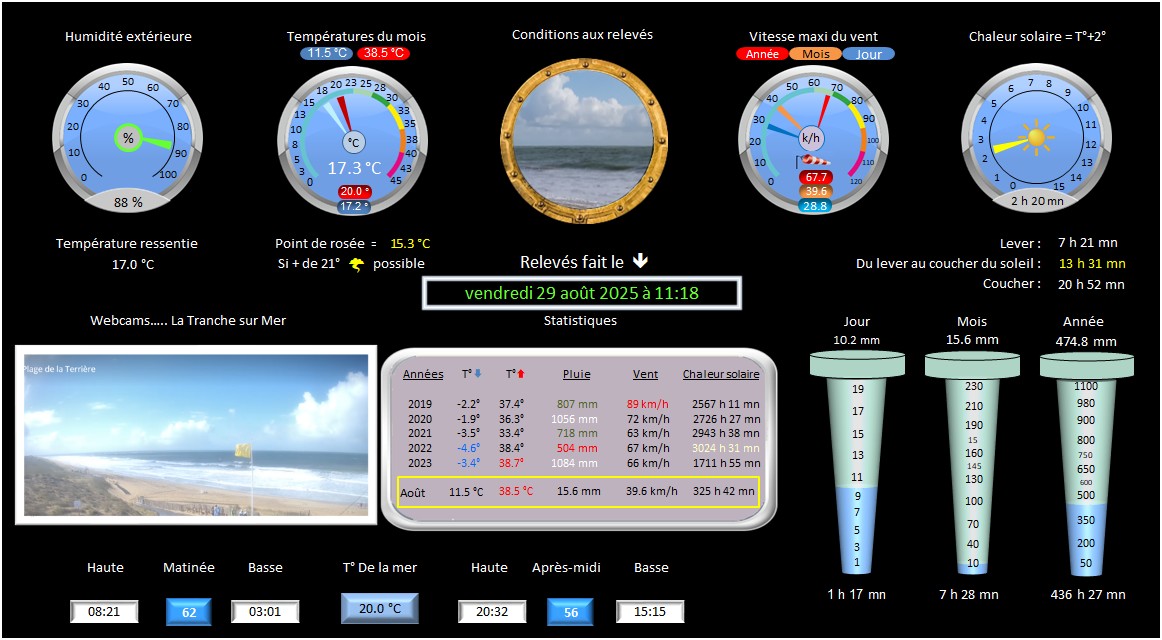 Humidité extérieure
Températures du mois
11.5 °C 38.5 °C
Conditions aux relevés
Vitesse maxi du vent
Année Mois Jour
Chaleur solaire = T°+2°
0 10 20 30 40 50 60 70 80 90 100
%
88 %
0 3 5 8 10 13 15 18 20 23 25 28 30 33 35 38 40 43 45
°C
17.3 °C
20.0 °
17.2 °
0 10 20 30 40 50 60 70 80 90 100 110 120
k/h
67.7
39.6
28.8
0 1 2 3 4 5 6 7 8 9 10 11 12 13 14 15
2 h 20 mn
Température ressentie
17.0 °C
Point de rosée = 15.3 °C
Si + de 21° possible
Relevés fait le
vendredi 29 août 2025 à 11:18
Lever : 7 h 21 mn
Du lever au coucher du soleil : 13 h 31 mn
Coucher : 20 h 52 mn
Webcams..... La Tranche sur Mer
Plage de la Terrière
Statistiques
Années T° T° Pluie Vent Chaleur solaire
2019 -2.2° 37.4° 807 mm 89 km/h 2567 h 11 mn
2020 -1.9° 36.3° 1056 mm 72 km/h 2726 h 27 mn
2021 -3.5° 33.4° 718 mm 63 km/h 2943 h 38 mn
2022 -4.6° 38.4° 504 mm 67 km/h 3024 h 31 mn
2023 -3.4° 38.7° 1084 mm 66 km/h 1711 h 55 mn
Août 11.5 °C 38.5 °C 15.6 mm 39.6 km/h 325 h 42 mn
Jour
10.2 mm
19
17
15
13
11
9
7
5
3
1
1 h 17 mn
Mois
15.6 mm
230
210
190
15
160
145
130
100
70
40
10
7 h 28 mn
Année
474.8 mm
1100
980
900
800
750
650
600
500
350
200
50
436 h 27 mn
Haute Matinée Basse T° De la mer Haute Après-midi Basse
08:21 62 03:01 20.0 °C 20:32 56 15:15